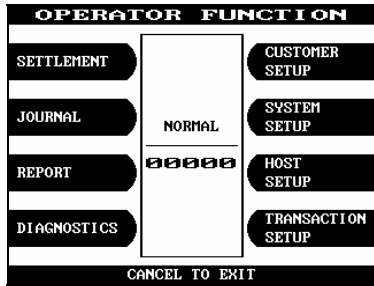 OPERATOR FUNCTION
SETTLEMENT
JOURNAL
REPORT
DIAGNOSTICS
NORMAL
00000
CUSTOMER
SETUP
SYSTEM
SETUP
HOST
SETUP
TRANSACTION
SETUP
CANCEL TO EXIT